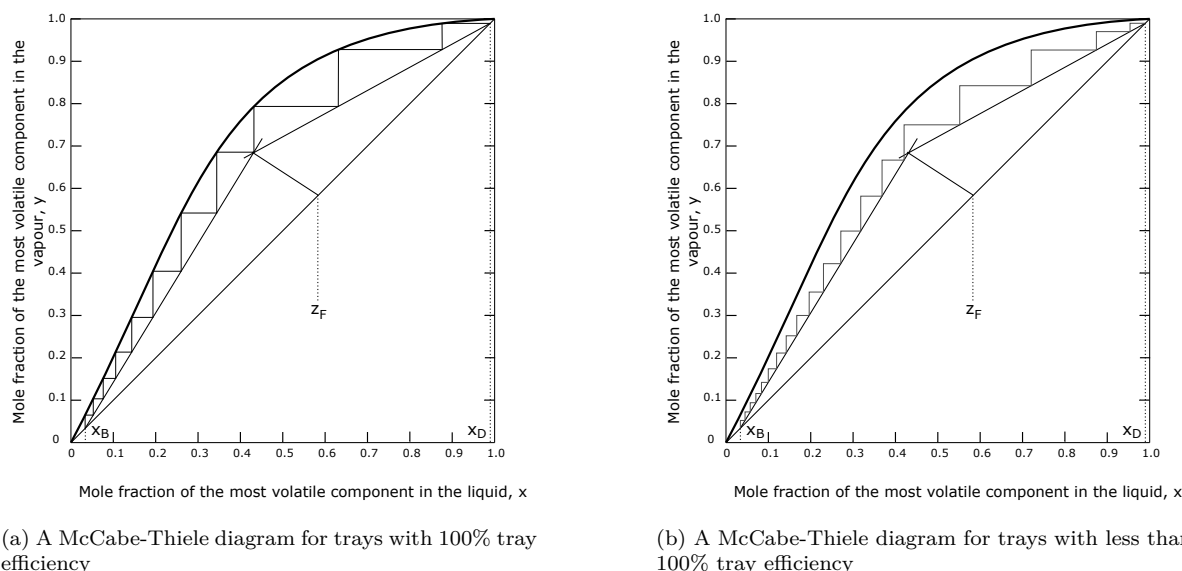 Mole fraction of the most volatile component in the
vapour, y
1.0
0.9
0.8
0.7
0.6
0.5
0.4
0.3
0.2
0.1
0
zF
xB
xD
0
0.1
0.2
0.3
0.4
0.5
0.6
0.7
0.8
0.9
1.0
Mole fraction of the most volatile component in the liquid, x
(a) A McCabe-Thiele diagram for trays with 100% tray
efficiency
Mole fraction of the most volatile component in the
vapour, y
1.0
0.9
0.8
0.7
0.6
0.5
0.4
0.3
0.2
0.1
0
zF
xB
xD
0
0.1
0.2
0.3
0.4
0.5
0.6
0.7
0.8
0.9
1.0
Mole fraction of the most volatile component in the liquid, x
(b) A McCabe-Thiele diagram for trays with less than
100% tray efficiency